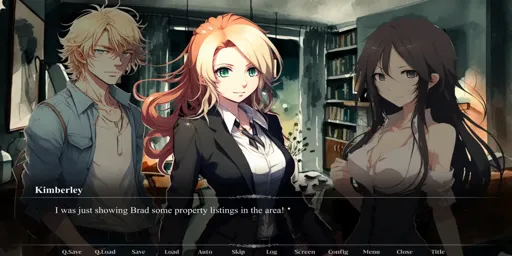 Kimberley
I was just showing Brad some property listings in the area!
Q.Save Q.Load Save Load Auto Skip Log Screen Config Menu Close Title